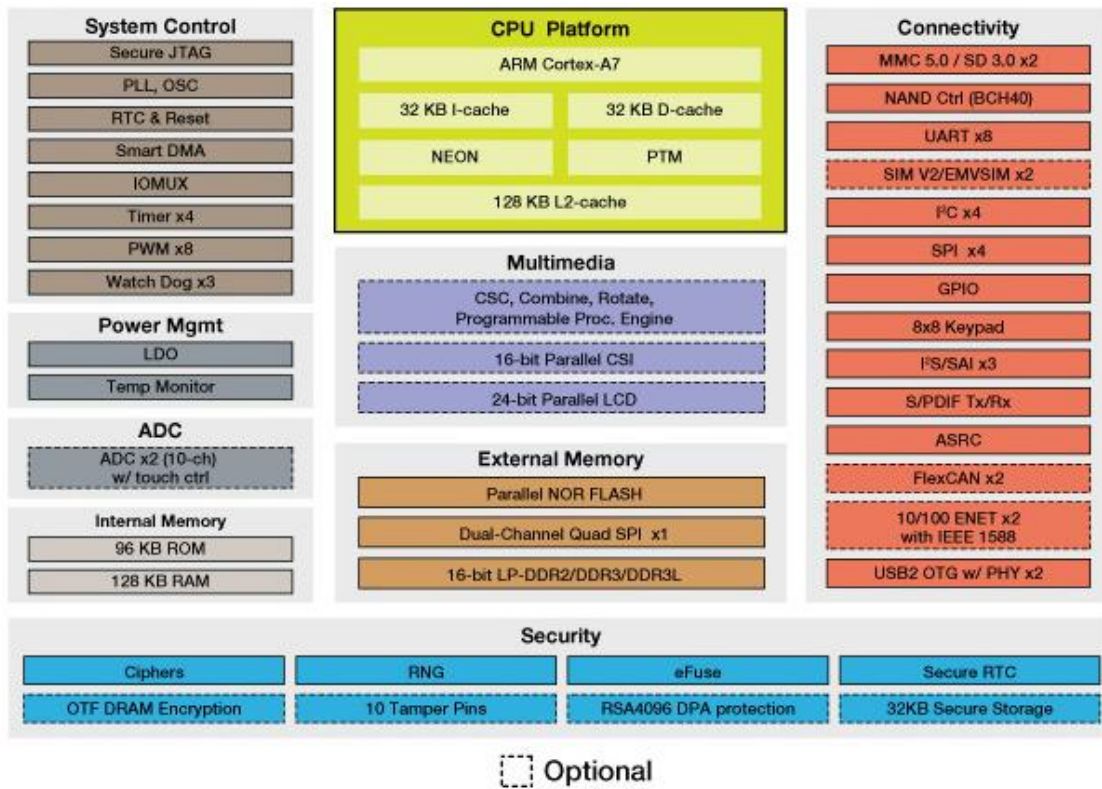 System Control
Secure JTAG
PLL, OSC
RTC & Reset
Smart DMA
IOMUX
Timer x4
PWM x8
Watch Dog x3
Power Mgmt
LDO
Temp Monitor
ADC
ADC x2 (10-ch)
w/ touch ctrl
Internal Memory
96 KB ROM
128 KB RAM
CPU Platform
ARM Cortex-A7
32 KB I-cache
32 KB D-cache
NEON
PTM
128 KB L2-cache
Multimedia
CSC, Combine, Rotate,
Programmable Proc. Engine
16-bit Parallel CSI
24-bit Parallel LCD
External Memory
Parallel NOR FLASH
Dual-Channel Quad SPI x1
16-bit LP-DDR2/DDR3/DDR3L
Connectivity
MMC 5.0 / SD 3.0 x2
NAND Ctrl (BCH40)
UART x8
SIM V2/EMVSIM x2
I²C x4
SPI x4
GPIO
8x8 Keypad
I²S/SAI x3
S/PDIF Tx/Rx
ASRC
FlexCAN x2
10/100 ENET x2
with IEEE 1588
USB2 OTG w/ PHY x2
Security
Ciphers
RNG
eFuse
Secure RTC
OTF DRAM Encryption
10 Tamper Pins
RSA4096 DPA protection
32KB Secure Storage
Optional